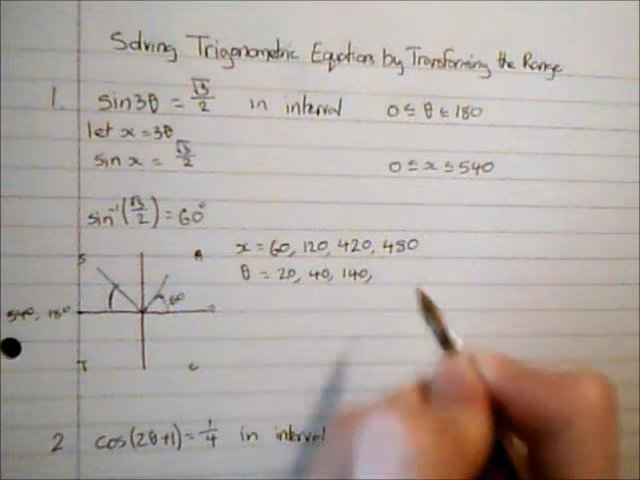 Solving Trigonometric Equations by Transforming the Range
1. sin3θ = √3/2 in interval 0 ≤ θ ≤ 180
let x = 3θ
sin x = √3/2 0 ≤ x ≤ 540
sin⁻¹(√3/2) = 60°
x = 60, 120, 420, 480
θ = 20, 40, 140,
S A
60
540, 180 0
T C
2 cos(2θ+1) = 1/4 in interval